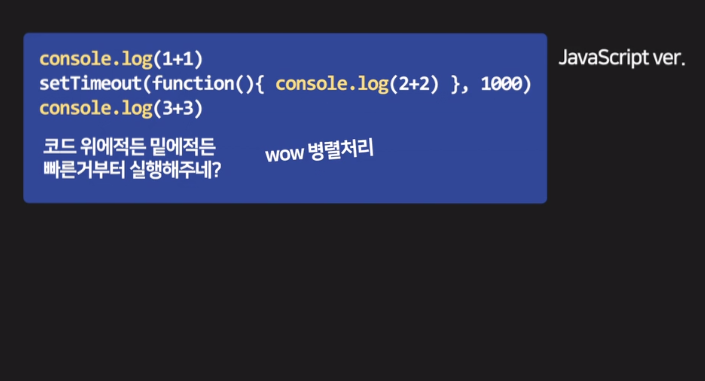 console.log(1+1)
JavaScript ver.
setTimeout(function(){ console.log(2+2) }, 1000)
console.log(3+3)
코드 위에적든 밑에적든
빠른거부터 실행해주네?
wow 병렬처리